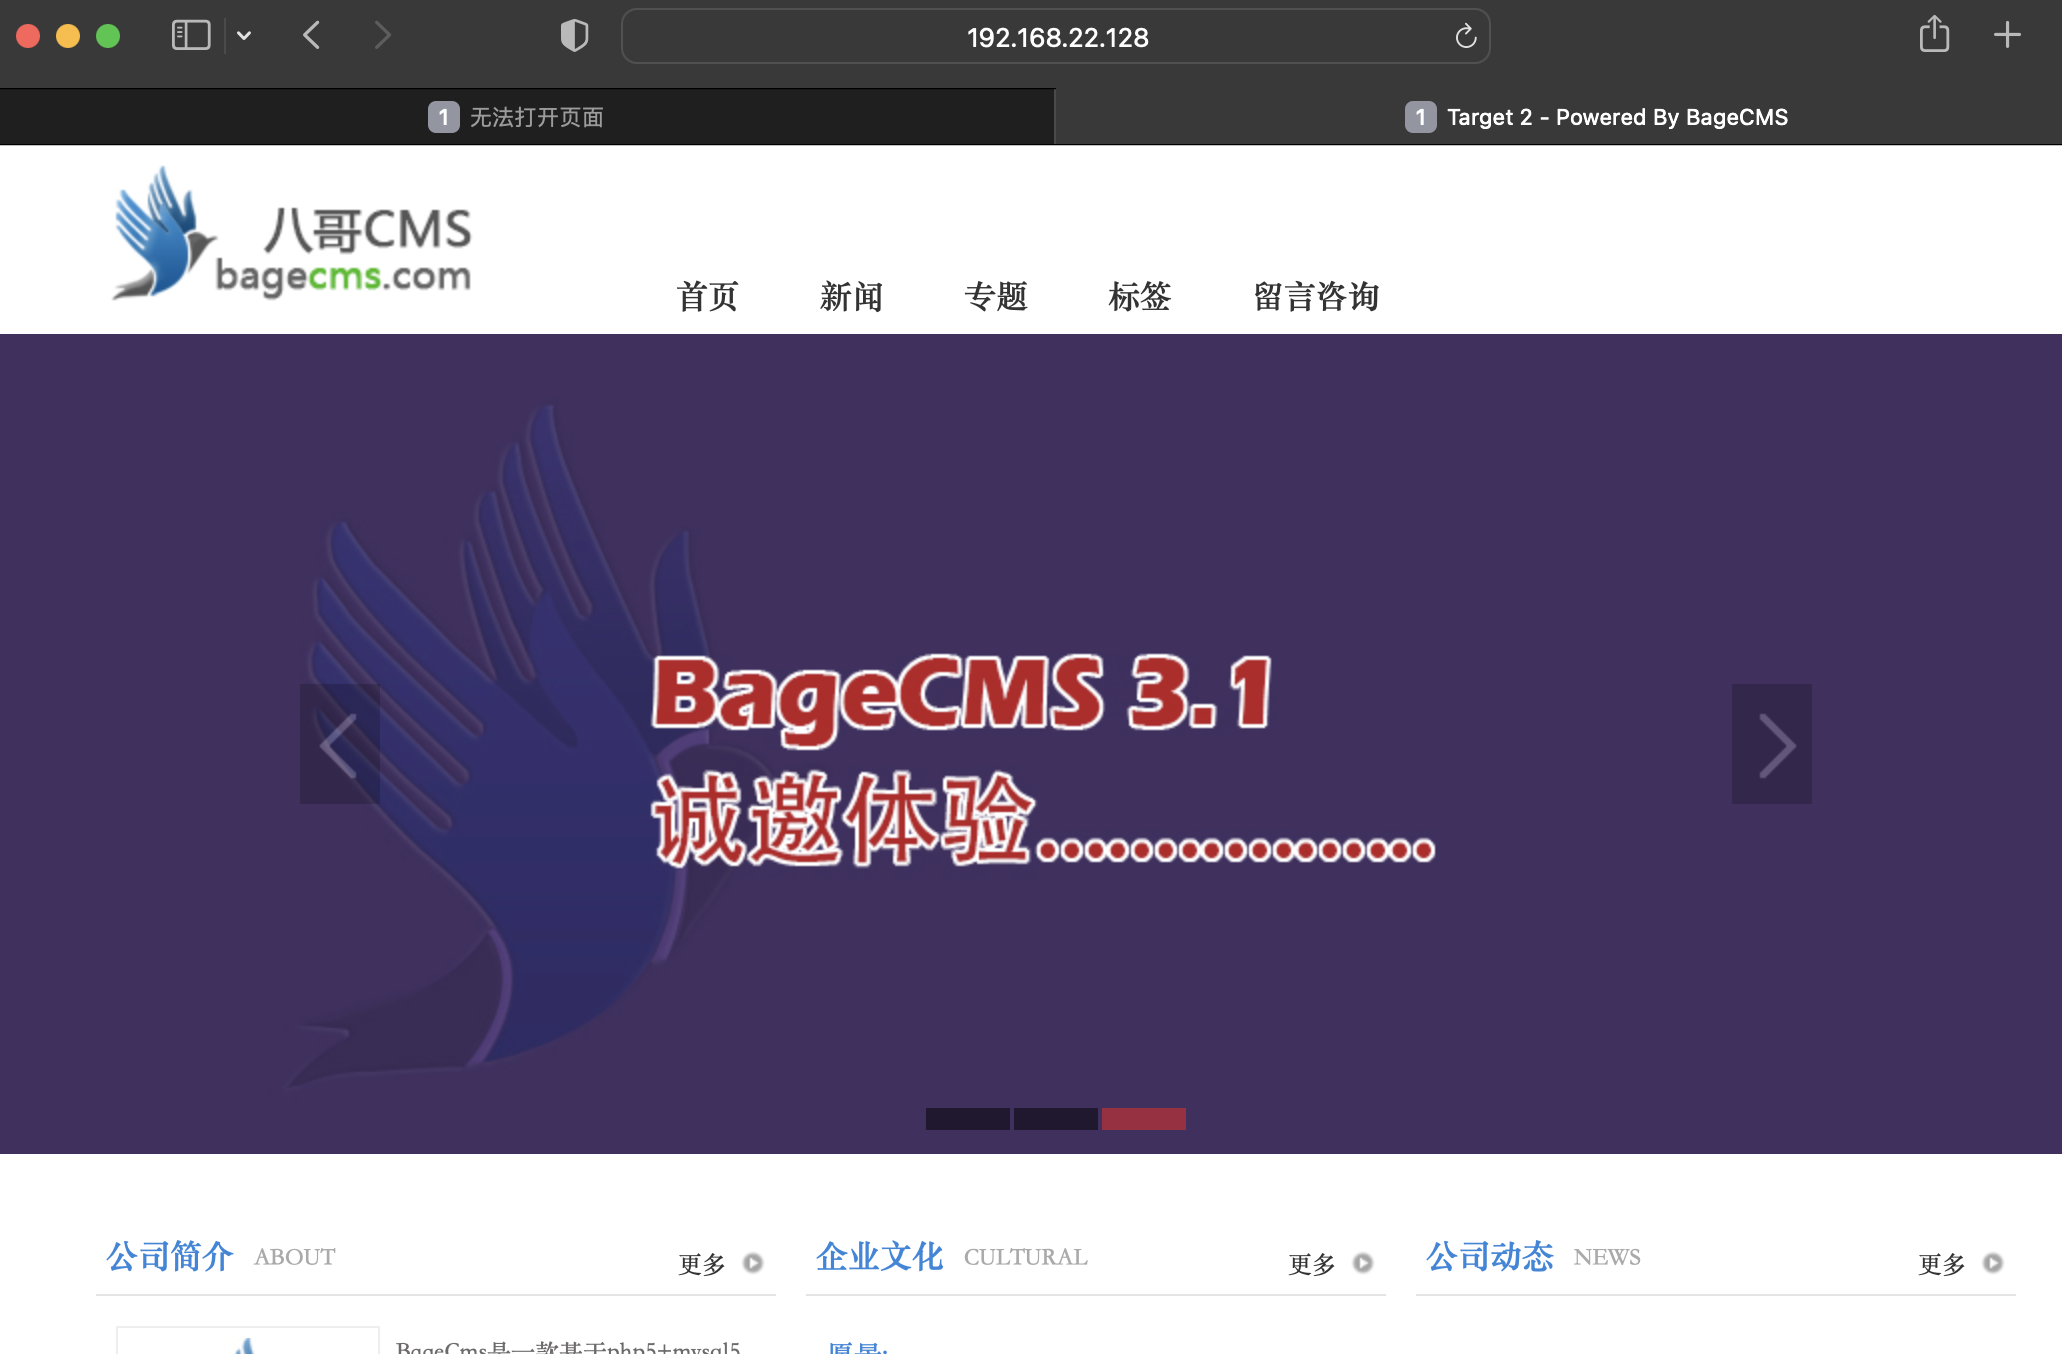 192.168.22.128
1 无法打开页面
1 Target 2 - Powered By BageCMS
八哥CMS
bagecms.com
首页 新闻 专题 标签 留言咨询
BageCMS 3.1
诚邀体验.................
公司简介 ABOUT 更多
企业文化 CULTURAL 更多
公司动态 NEWS 更多
BageCms是一款基于php5+mysql5
愿景: